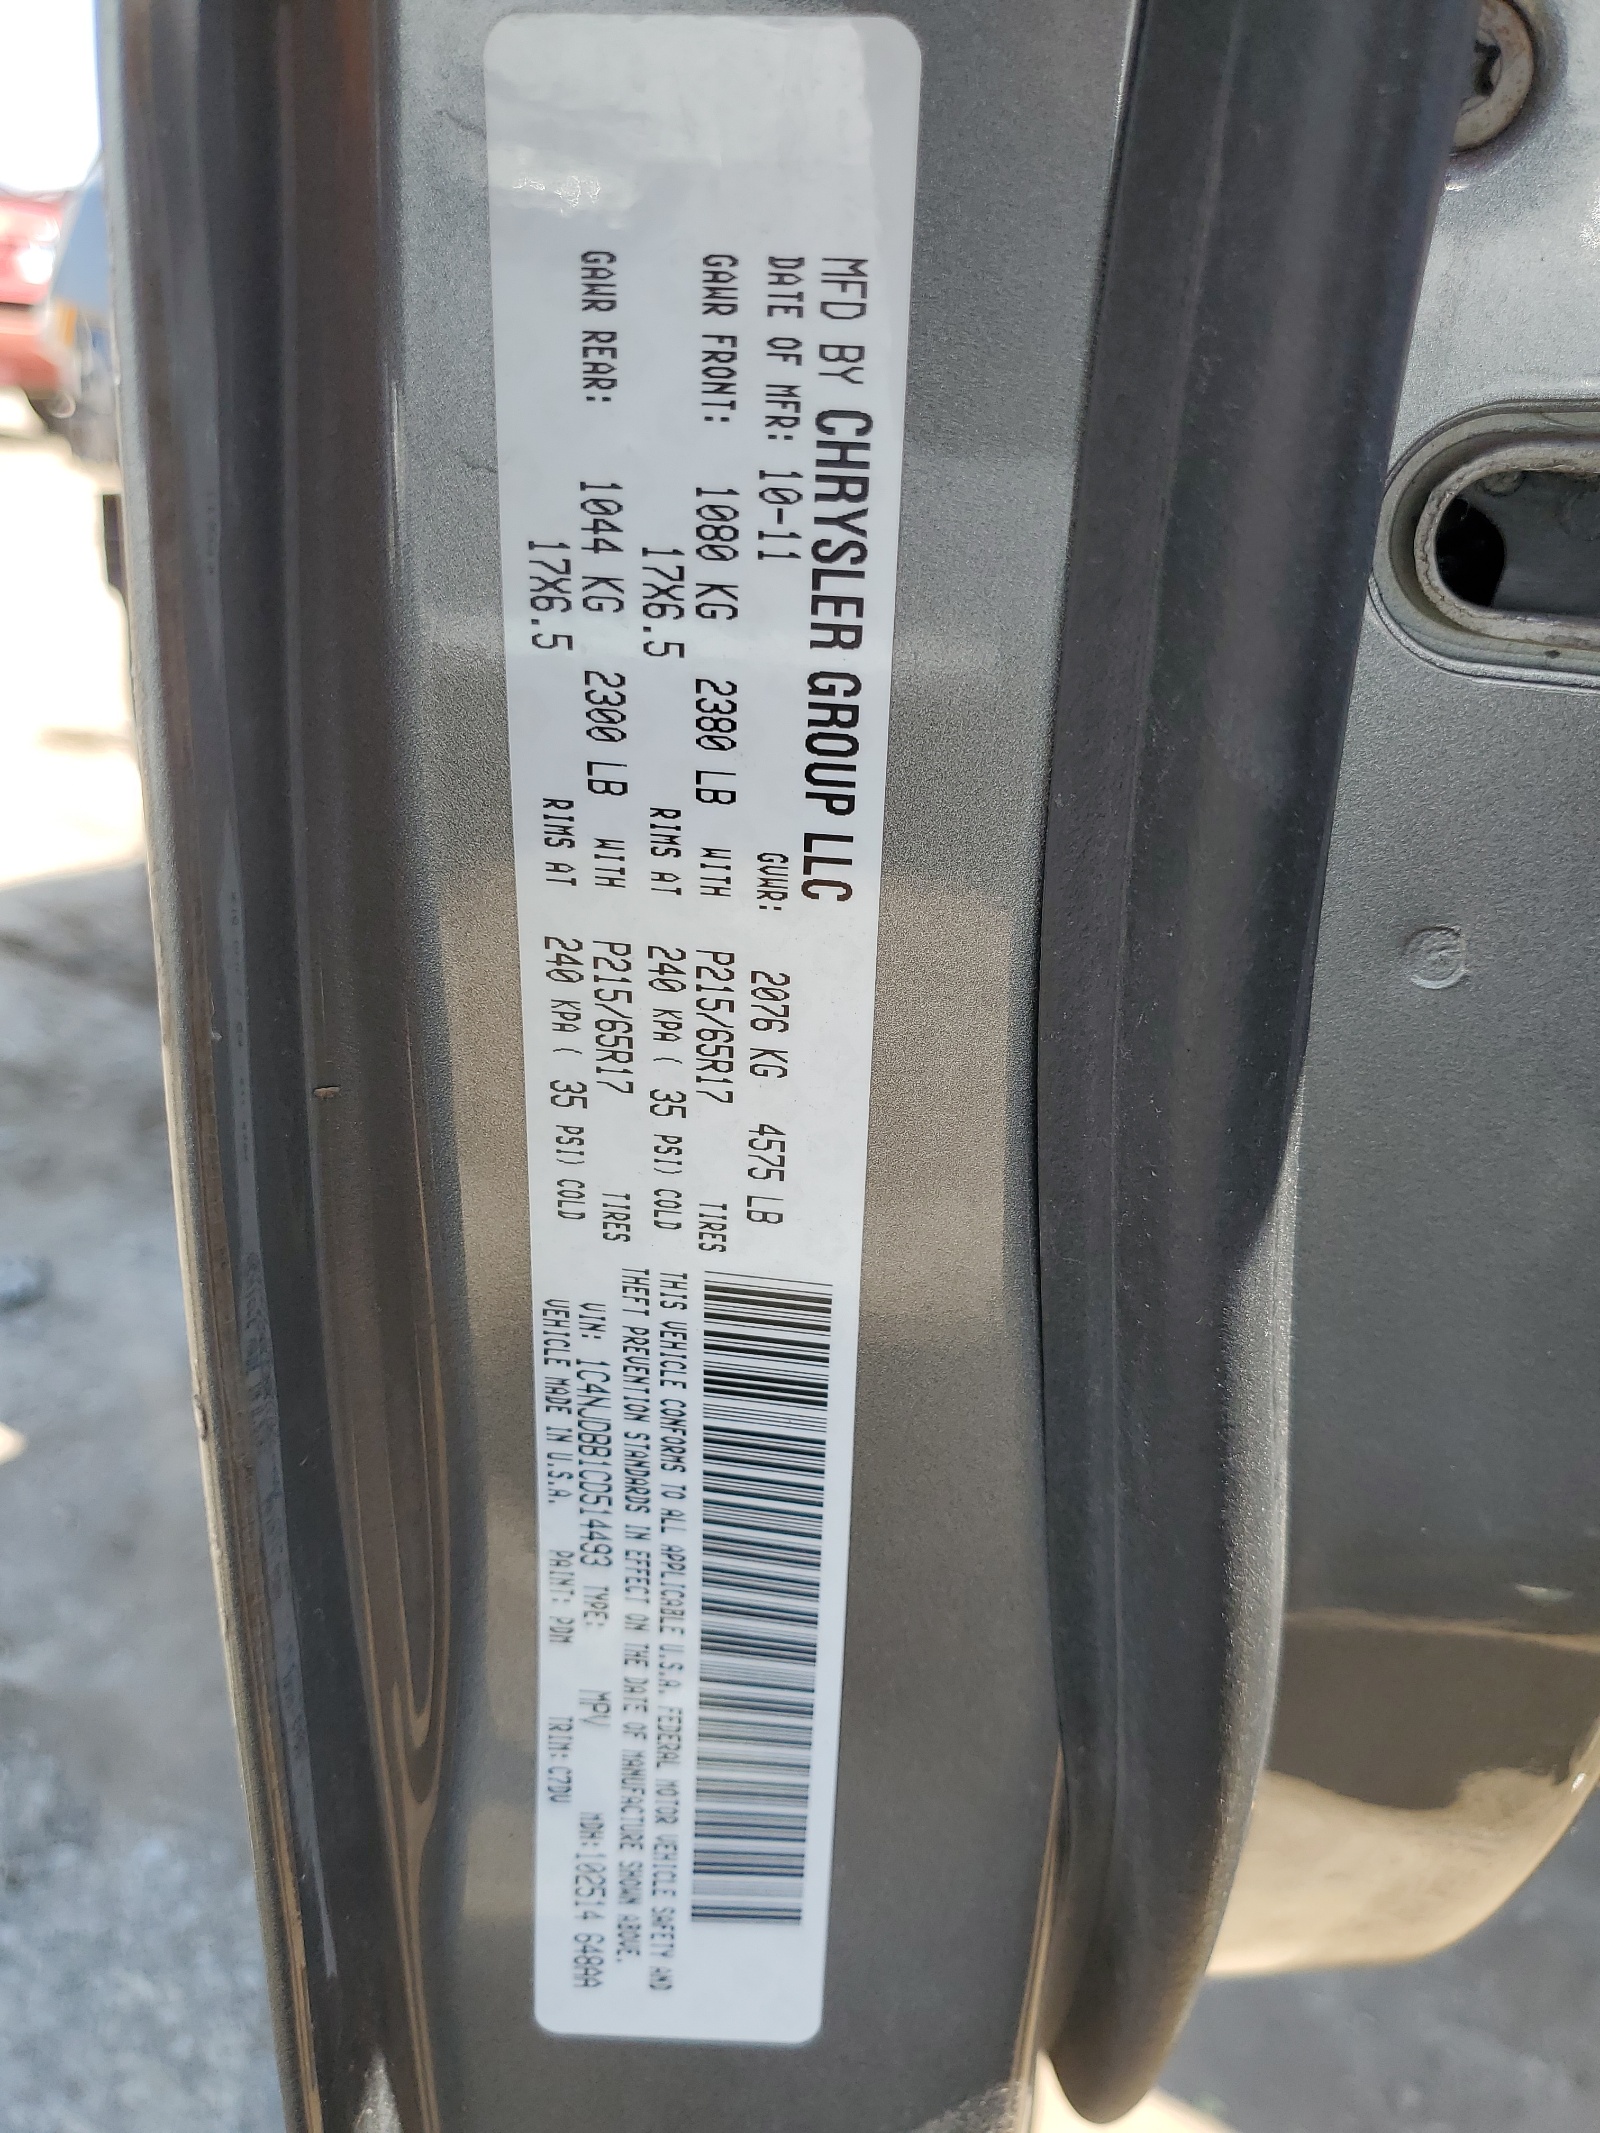 MFD BY CHRYSLER GROUP LLC
DATE OF MFR: 10-11 GVWR: 2076 KG 4575 LB
GAWR FRONT: 1080 KG 2380 LB WITH P215/65R17 TIRES
17X6.5 RIMS AT 240 KPA ( 35 PSI) COLD
GAWR REAR: 1044 KG 2300 LB WITH P215/65R17 TIRES
17X6.5 RIMS AT 240 KPA ( 35 PSI) COLD
THIS VEHICLE CONFORMS TO ALL APPLICABLE U.S.A. FEDERAL MOTOR VEHICLE SAFETY AND
THEFT PREVENTION STANDARDS IN EFFECT ON THE DATE OF MANUFACTURE SHOWN ABOVE.
VIN: 1C4NJDBB1CD514493 TYPE: MPV MDH:102514 648AA
VEHICLE MADE IN U.S.A. PAINT: PDM TRIM: C7DV